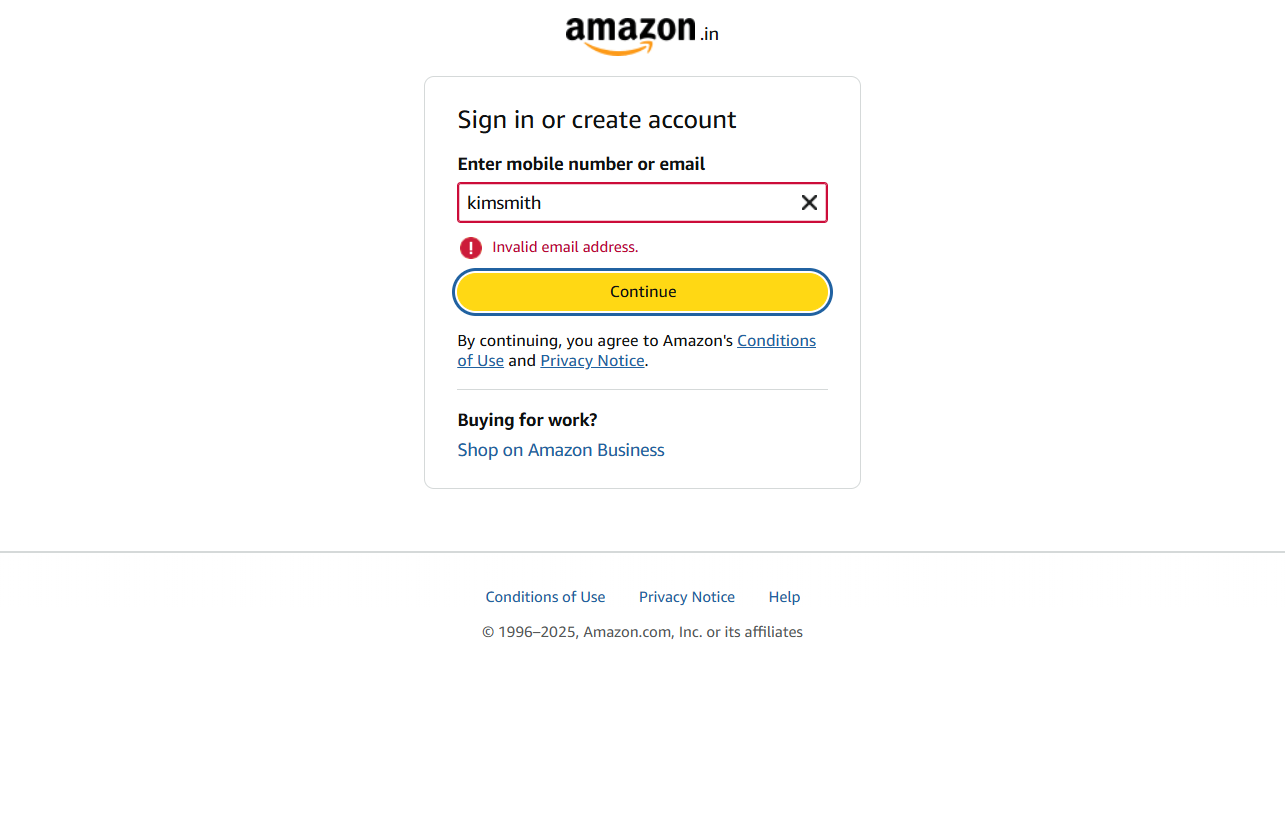 amazon.in
Sign in or create account
Enter mobile number or email
kimsmith
Invalid email address.
Continue
By continuing, you agree to Amazon's Conditions
of Use and Privacy Notice.
Buying for work?
Shop on Amazon Business
Conditions of Use Privacy Notice Help
© 1996–2025, Amazon.com, Inc. or its affiliates